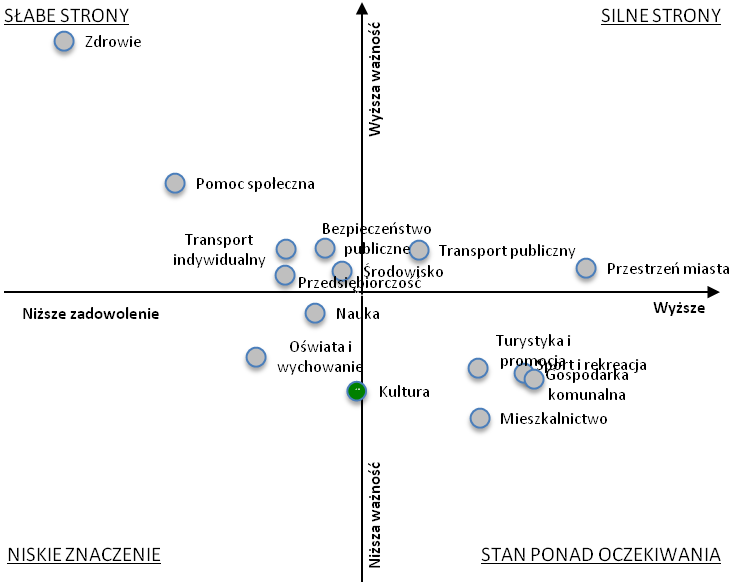 SŁABE STRONY
SILNE STRONY
Wyższa ważność
Zdrowie
Pomoc społeczna
Transport
indywidualny
Bezpieczeństwo
publiczne
Transport publiczny
Środowisko
Przestrzeń miasta
Przedsiębiorczość
Niższe zadowolenie
Wyższe
Nauka
Oświata i
wychowanie
Turystyka i
promocja
Sport i rekreacja
Gospodarka
komunalna
Kultura
Mieszkalnictwo
Niższa ważność
NISKIE ZNACZENIE
STAN PONAD OCZEKIWANIA